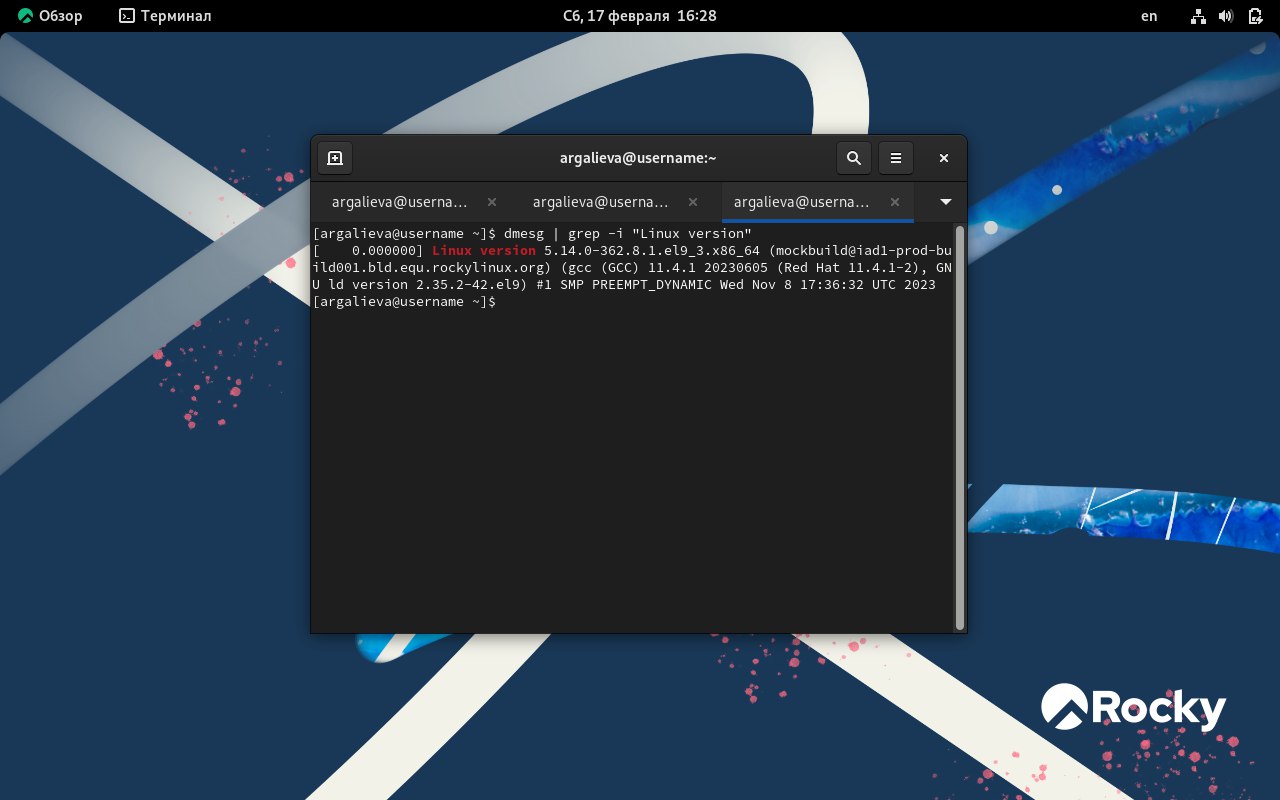 Обзор Терминал Сб, 17 февраля 16:28 en
argalieva@username:~
argalieva@userna... argalieva@userna... argalieva@userna...
[argalieva@username ~]$ dmesg | grep -i "Linux version"
[    0.000000] Linux version 5.14.0-362.8.1.el9_3.x86_64 (mockbuild@iad1-prod-bu
ild001.bld.equ.rockylinux.org) (gcc (GCC) 11.4.1 20230605 (Red Hat 11.4.1-2), GN
U ld version 2.35.2-42.el9) #1 SMP PREEMPT_DYNAMIC Wed Nov 8 17:36:32 UTC 2023
[argalieva@username ~]$
Rocky